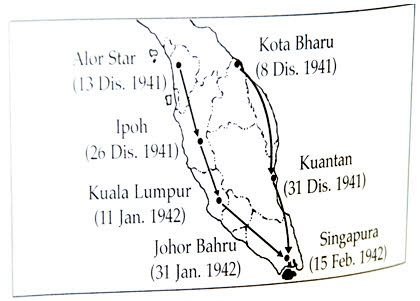 Alor Star
(13 Dis. 1941)
Kota Bharu
(8 Dis. 1941)
Ipoh
(26 Dis. 1941)
Kuantan
(31 Dis. 1941)
Kuala Lumpur
(11 Jan. 1942)
Johor Bahru
(31 Jan. 1942)
Singapura
(15 Feb. 1942)